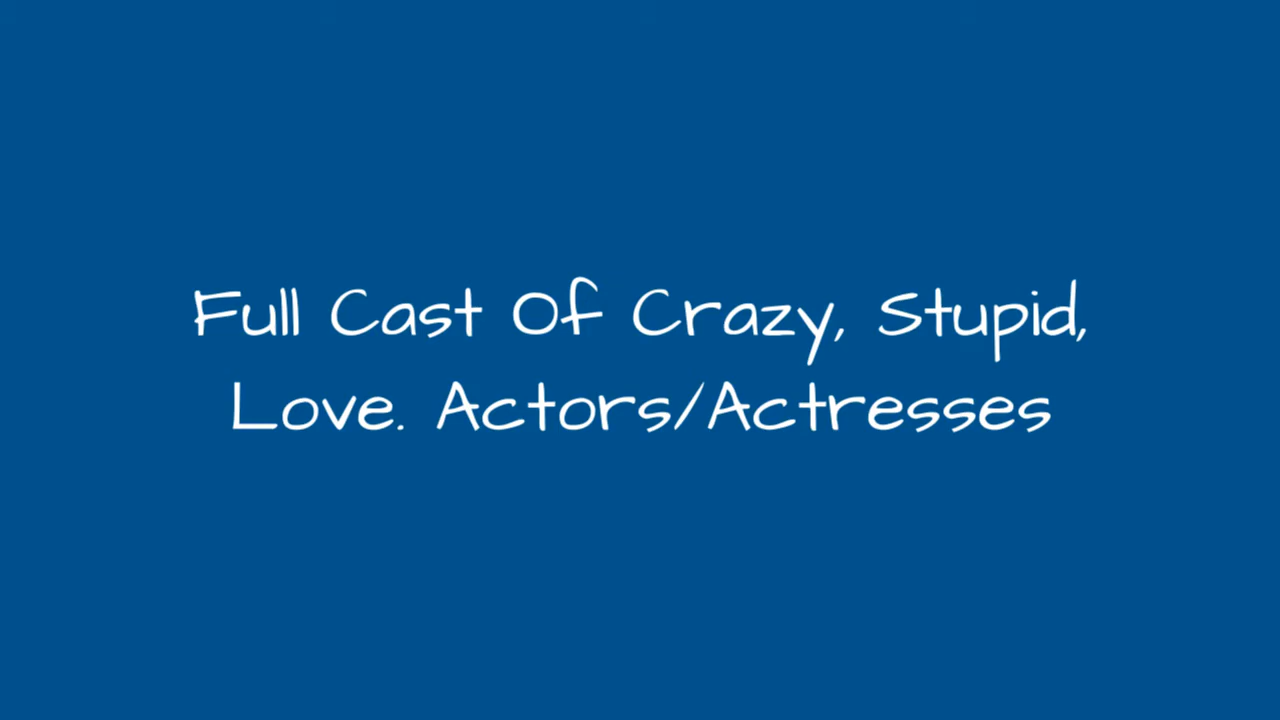 Full Cast Of Crazy, Stupid,
Love. Actors/Actresses